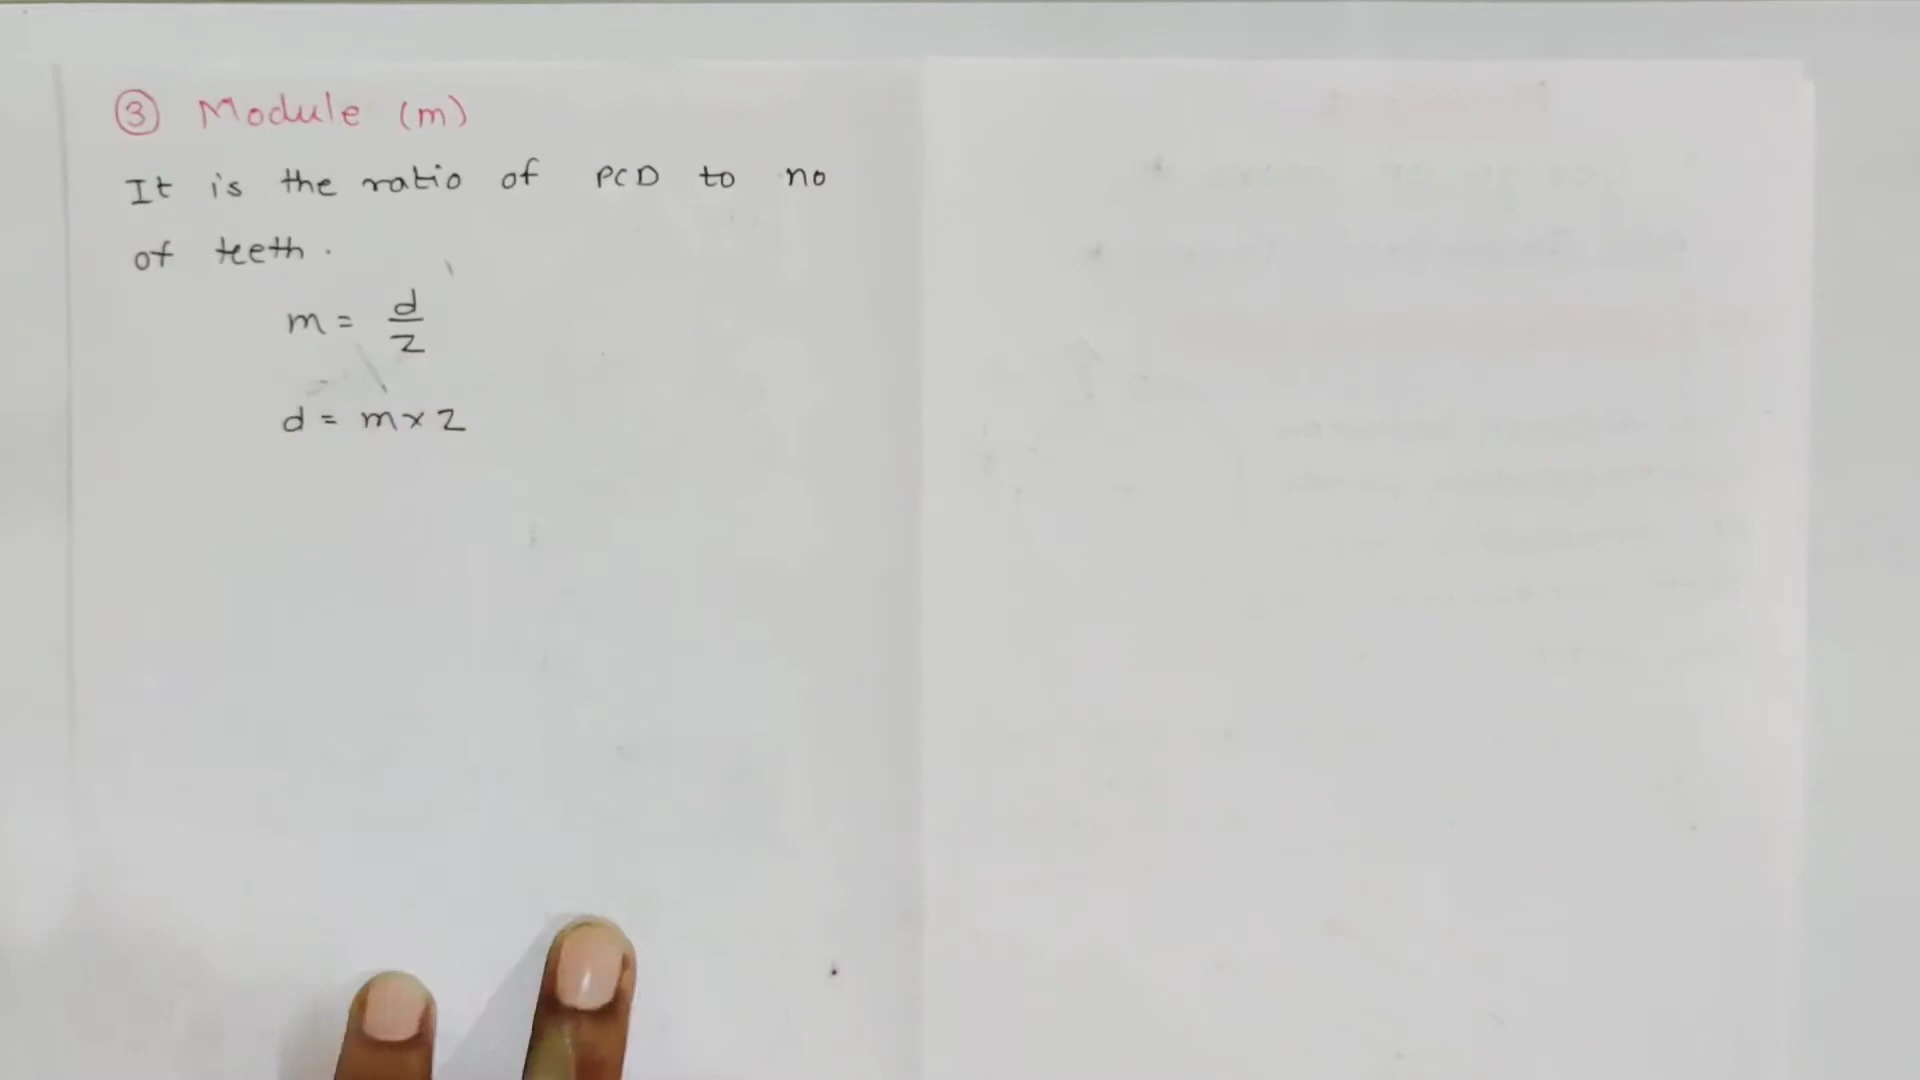 ③ Module (m)
It is the ratio of PCD to no
of teeth.
m = d/z
d = m × z